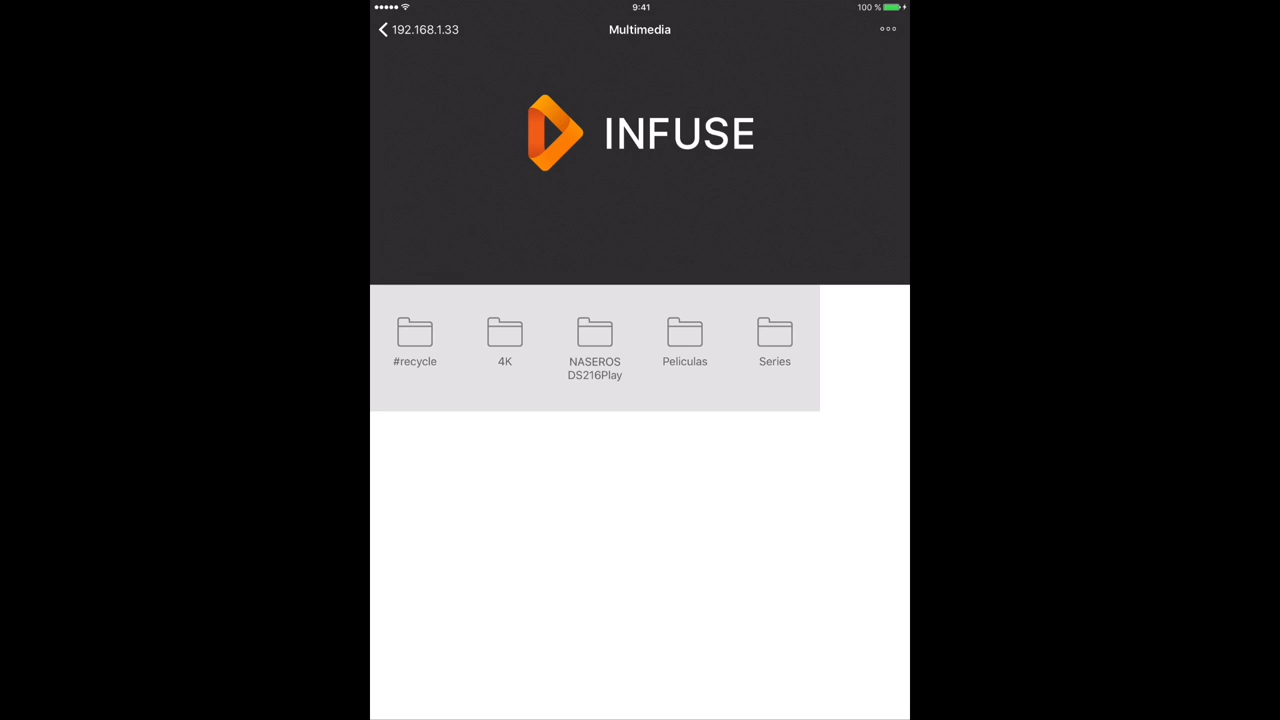 9:41
100 %
192.168.1.33
Multimedia
INFUSE
#recycle
4K
NASEROS
DS216Play
Peliculas
Series